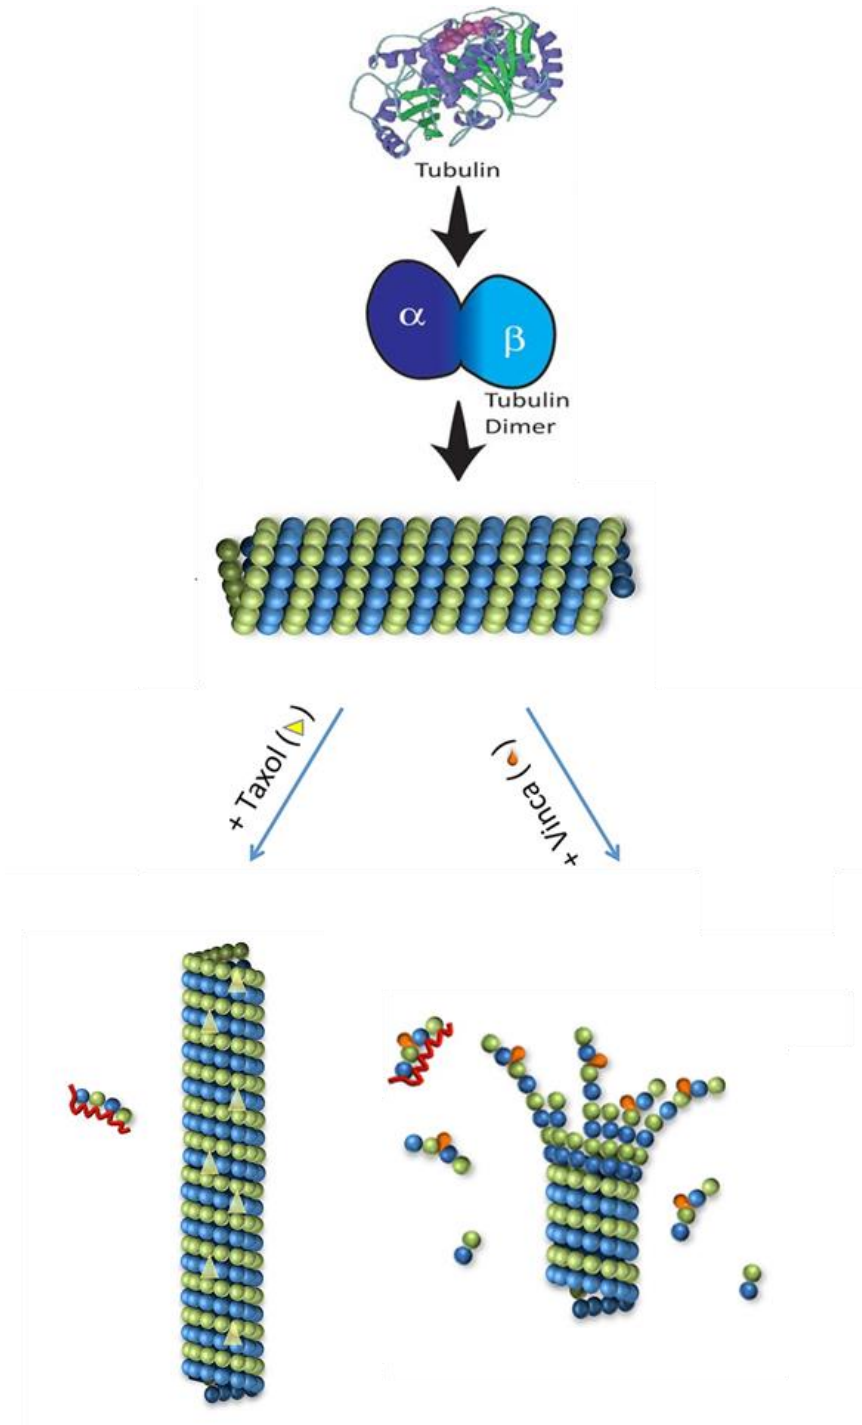 Tubulin
α
β
Tubulin
Dimer
+ Taxol ( )
+ Vinca ( )